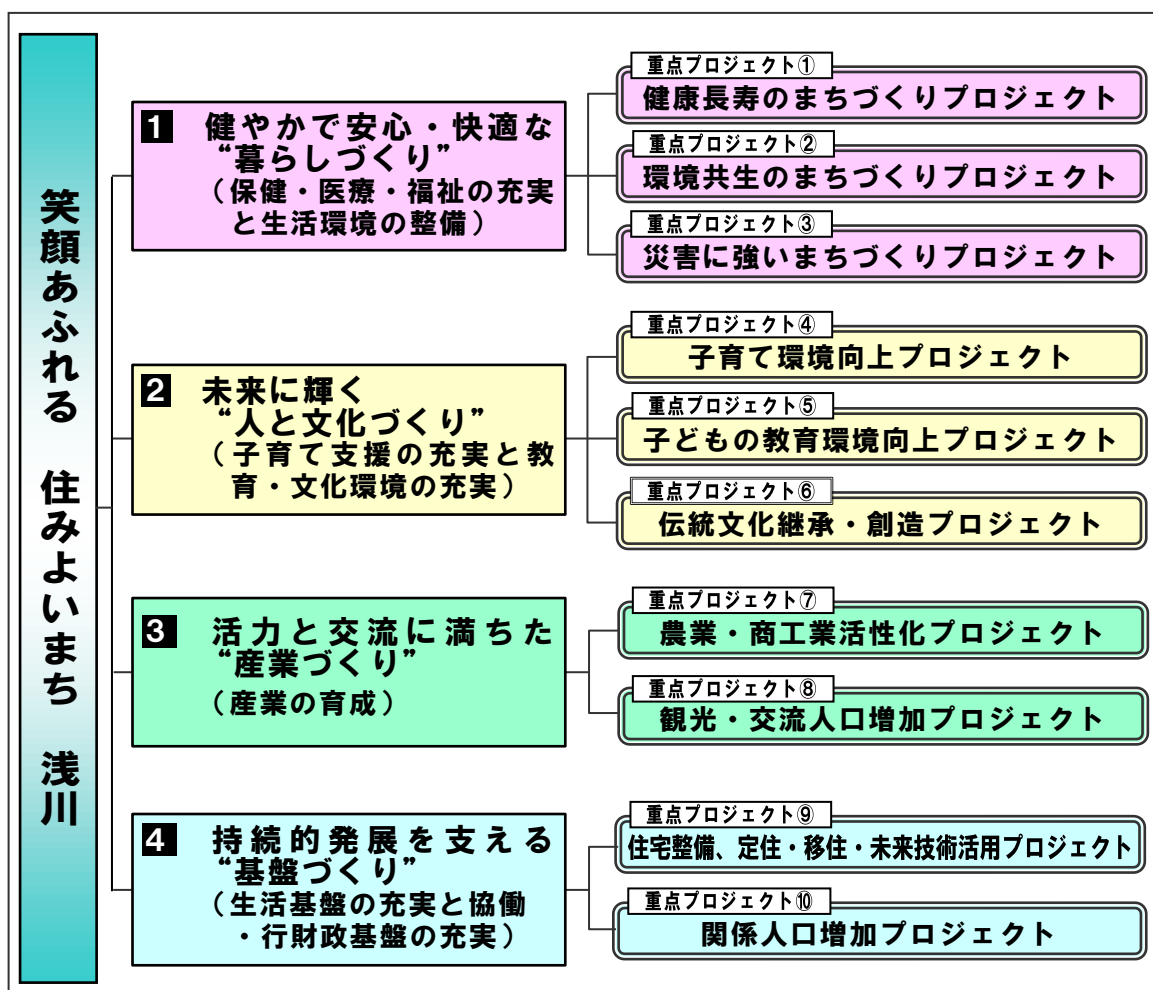 笑顔あふれる 住みよいまち 浅川
1 健やかで安心・快適な
“暮らしづくり”
（保健・医療・福祉の充実
と生活環境の整備）
重点プロジェクト①
健康長寿のまちづくりプロジェクト
重点プロジェクト②
環境共生のまちづくりプロジェクト
重点プロジェクト③
災害に強いまちづくりプロジェクト
2 未来に輝く
“人と文化づくり”
（子育て支援の充実と教
育・文化環境の充実）
重点プロジェクト④
子育て環境向上プロジェクト
重点プロジェクト⑤
子どもの教育環境向上プロジェクト
重点プロジェクト⑥
伝統文化継承・創造プロジェクト
3 活力と交流に満ちた
“産業づくり”
（産業の育成）
重点プロジェクト⑦
農業・商工業活性化プロジェクト
重点プロジェクト⑧
観光・交流人口増加プロジェクト
4 持続的発展を支える
“基盤づくり”
（生活基盤の充実と協働
・行財政基盤の充実）
重点プロジェクト⑨
住宅整備、定住・移住・未来技術活用プロジェクト
重点プロジェクト⑩
関係人口増加プロジェクト